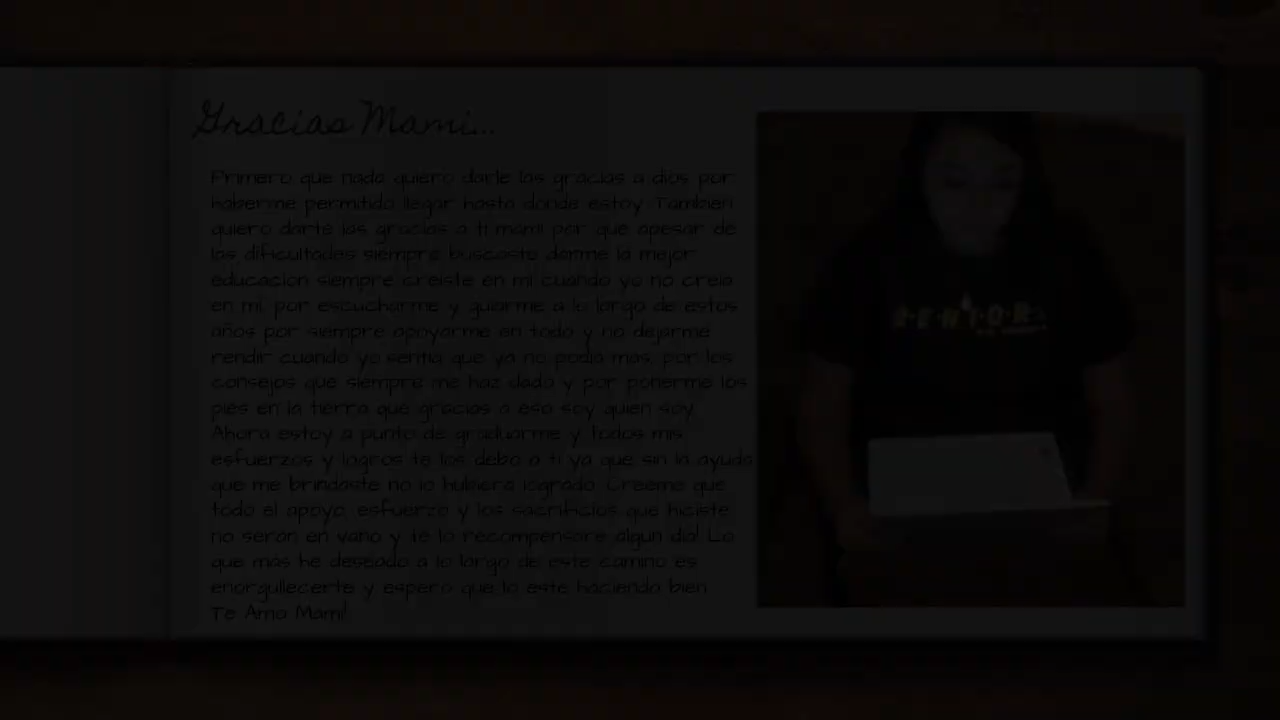 Gracias Mami...
Primero que nada quiero darle las gracias a dios por
haberme permitido llegar hasta donde estoy. Tambien
quiero darte las gracias a ti mami por que apesar de
las dificultades siempre buscaste darme la mejor
educacion siempre creiste en mi cuando yo no creia
en mi, por escucharme y guiarme a lo largo de estos
años por siempre apoyarme en todo y no dejarme
rendir cuando yo sentia que ya no podia mas, por los
consejos que siempre me haz dado y por ponerme los
pies en la tierra que gracias a eso soy quien soy.
Ahora estoy a punto de graduarme y todos mis
esfuerzos y logros te los debo a ti ya que sin la ayuda
que me brindaste no lo hubiera logrado. Creeme que
todo el apoyo, esfuerzo y los sacrificios que hiciste
no seran en vano y te lo recompensare algun dia! Lo
que mas he deseado a lo largo de este camino es
enorgullecerte y espero que lo este haciendo bien.
Te Amo Mami!
S·E·N·I·O·R